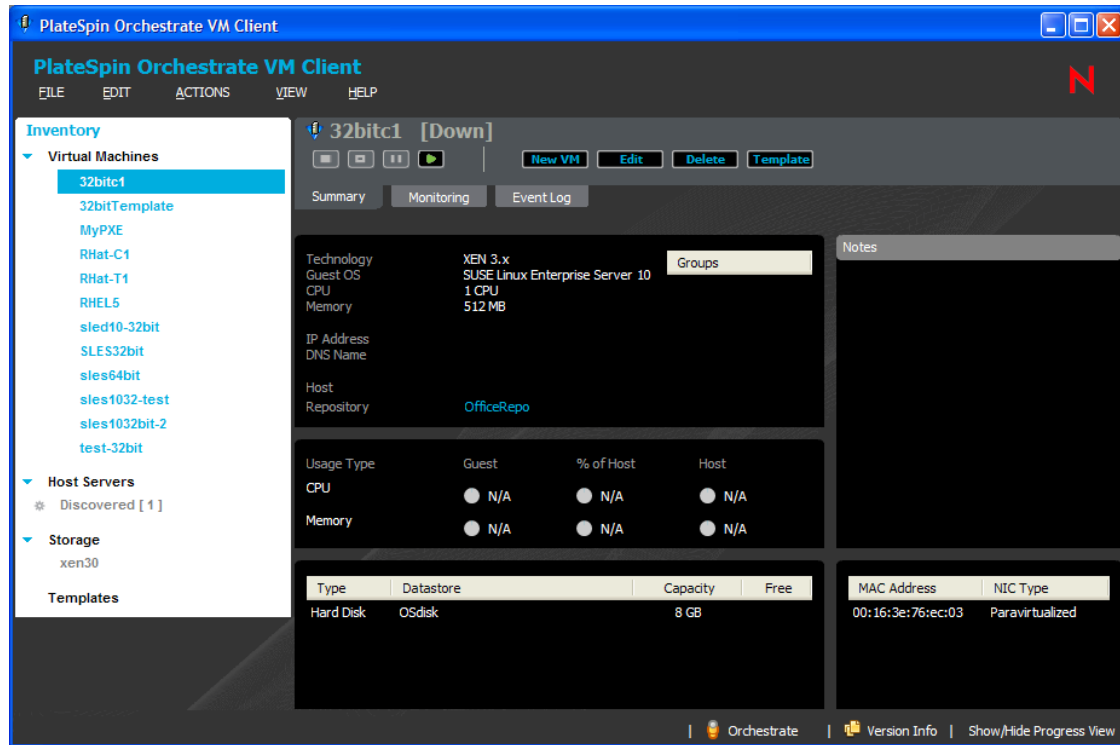 PlateSpin Orchestrate VM Client
PlateSpin Orchestrate VM Client
N
FILE EDIT ACTIONS VIEW HELP
Inventory
Virtual Machines
32bitc1
32bitTemplate
MyPXE
RHat-C1
RHat-T1
RHEL5
sled10-32bit
SLES32bit
sles64bit
sles1032-test
sles1032bit-2
test-32bit
Host Servers
Discovered [ 1 ]
Storage
xen30
Templates
32bitc1 [Down]
New VM Edit Delete Template
Summary Monitoring Event Log
Technology XEN 3.x
Guest OS SUSE Linux Enterprise Server 10
CPU 1 CPU
Memory 512 MB
IP Address
DNS Name
Host
Repository OfficeRepo
Groups
Notes
Usage Type Guest % of Host Host
CPU N/A N/A N/A
Memory N/A N/A N/A
Type Datastore Capacity Free
Hard Disk OSdisk 8 GB
MAC Address NIC Type
00:16:3e:76:ec:03 Paravirtualized
| Orchestrate | Version Info | Show/Hide Progress View